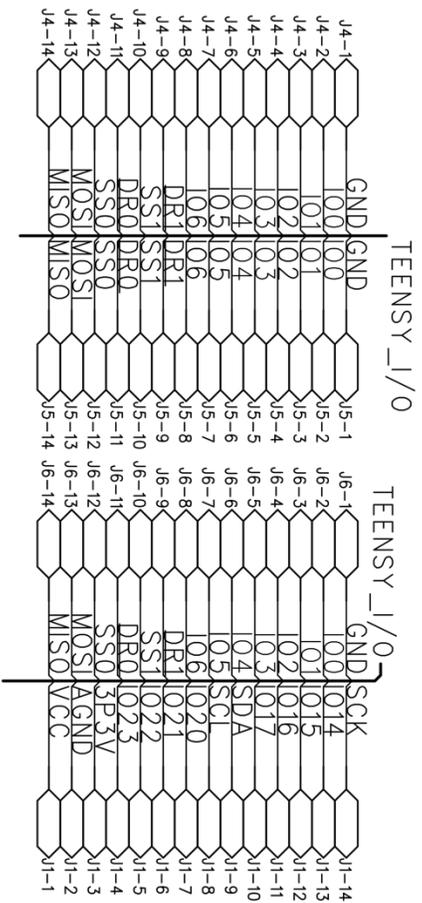 TEENSY_I/O
J4-1 GND GND J5-1
J4-2 IO0 IO0 J5-2
J4-3 IO1 IO1 J5-3
J4-4 IO2 IO2 J5-4
J4-5 IO3 IO3 J5-5
J4-6 IO4 IO4 J5-6
J4-7 IO5 IO5 J5-7
J4-8 IO6 IO6 J5-8
J4-9 DR1 DR1 J5-9
J4-10 SS1 SS1 J5-10
J4-11 DR0 DR0 J5-11
J4-12 SS0 SS0 J5-12
J4-13 MOSI MOSI J5-13
J4-14 MISO MISO J5-14
TEENSY_I/O
J6-1 GND SCK J1-14
J6-2 IO0 IO14 J1-13
J6-3 IO1 IO15 J1-12
J6-4 IO2 IO16 J1-11
J6-5 IO3 IO17 J1-10
J6-6 IO4 SDA J1-9
J6-7 IO5 SCL J1-8
J6-8 IO6 IO20 J1-7
J6-9 DR1 IO21 J1-6
J6-10 SS1 IO22 J1-5
J6-11 DR0 IO23 J1-4
J6-12 SS0 3P3V J1-3
J6-13 MOSI AGND J1-2
J6-14 MISO VCC J1-1